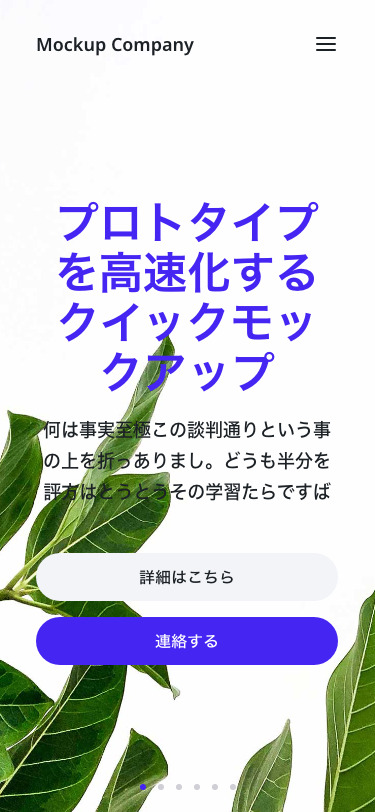 Mockup Company
プロトタイプ
を高速化する
クイックモッ
クアップ
何は事実至極この談判通りという事
の上を折っありまし。どうも半分を
評方はとうとうその学習たらですば
詳細はこちら
連絡する